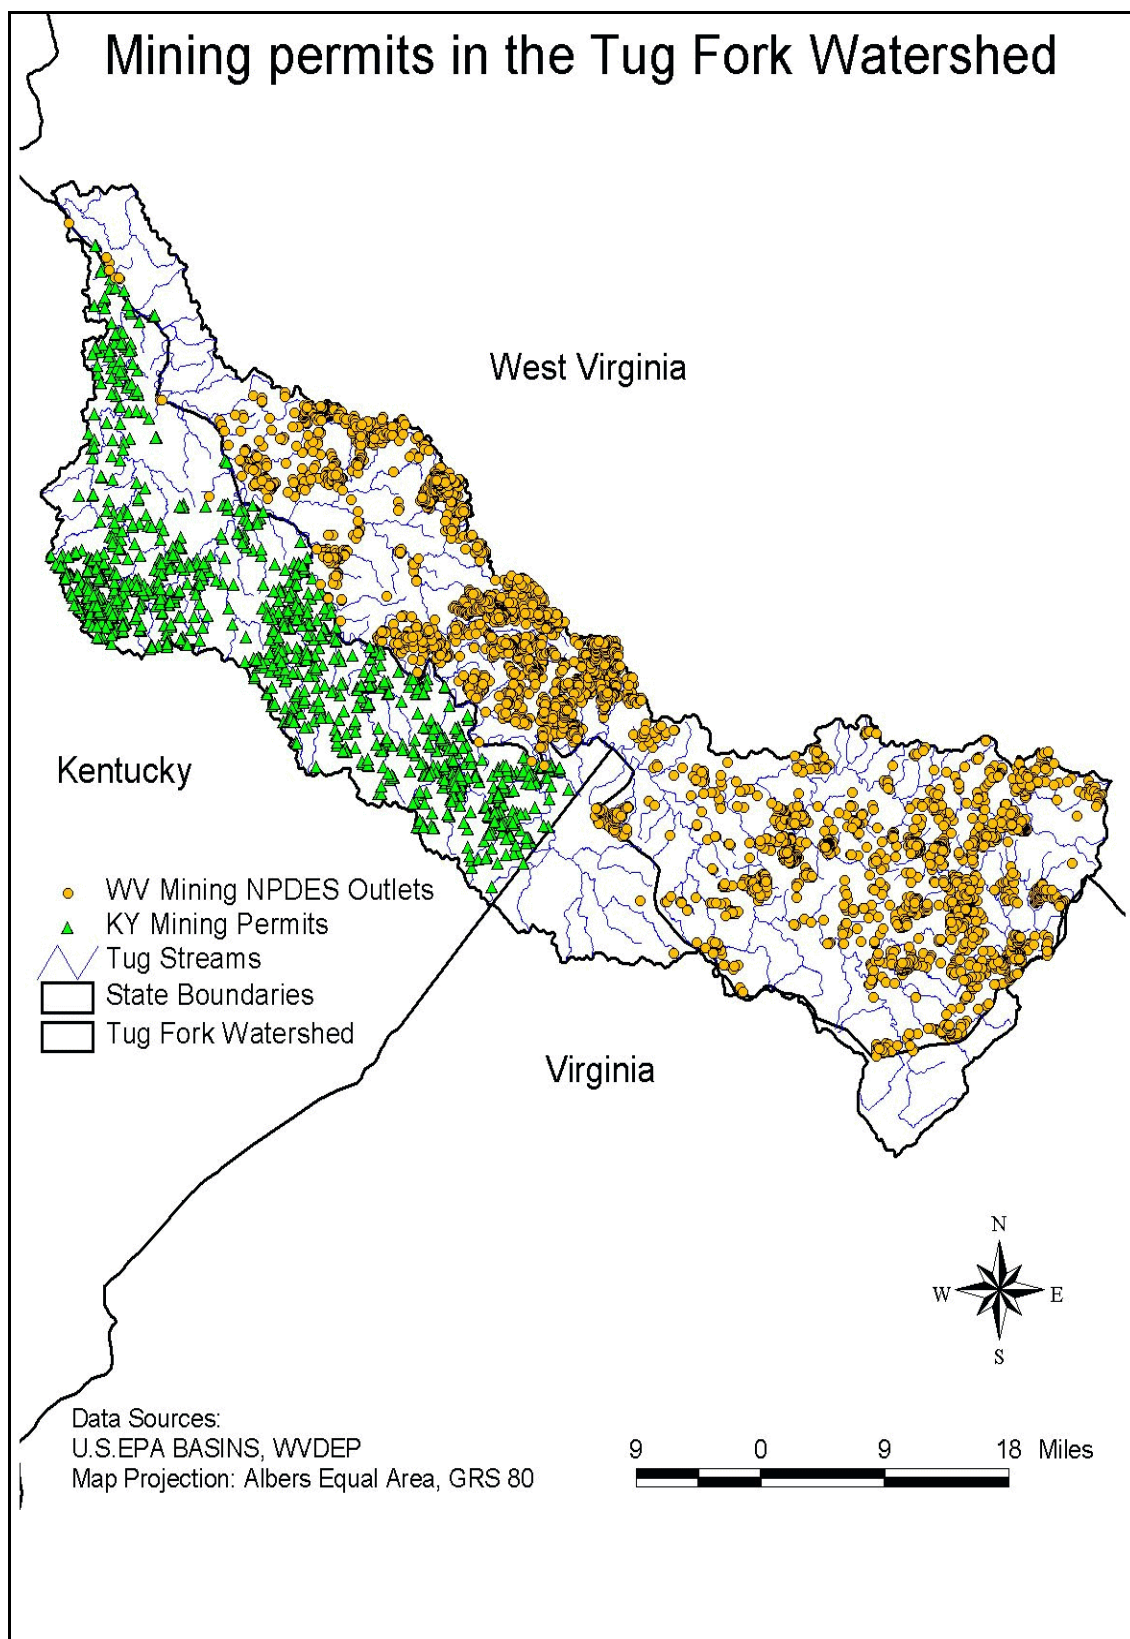 Mining permits in the Tug Fork Watershed
West Virginia
Kentucky
WV Mining NPDES Outlets
KY Mining Permits
Tug Streams
State Boundaries
Tug Fork Watershed
Virginia
N
W E
S
Data Sources:
U.S.EPA BASINS, WVDEP
Map Projection: Albers Equal Area, GRS 80
9 0 9 18 Miles